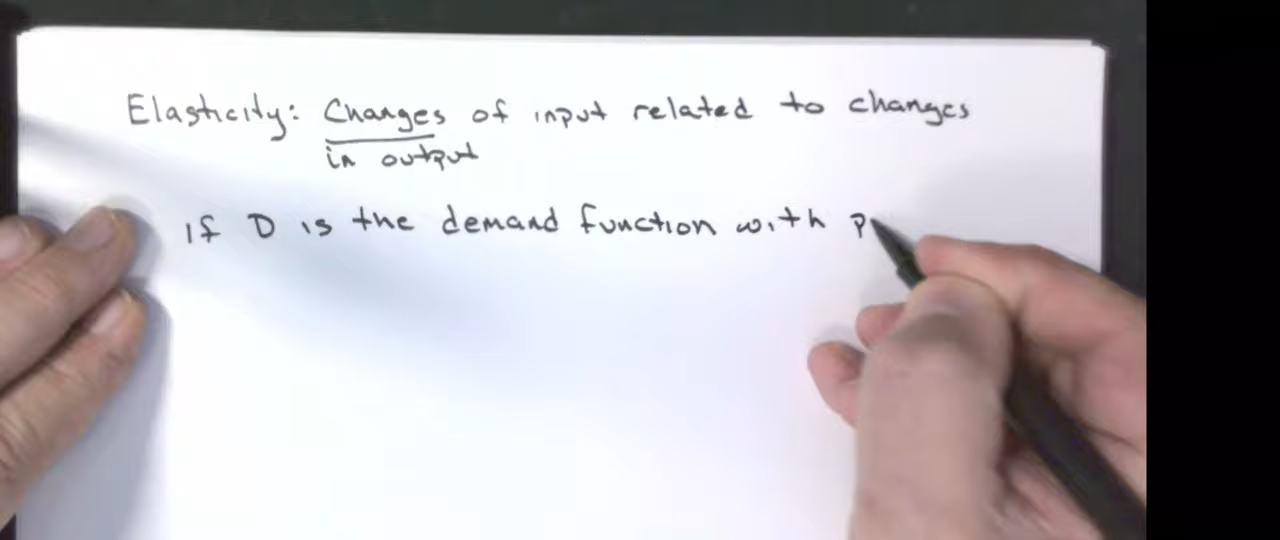 Elasticity: Changes of input related to changes
in output
If D is the demand function with P